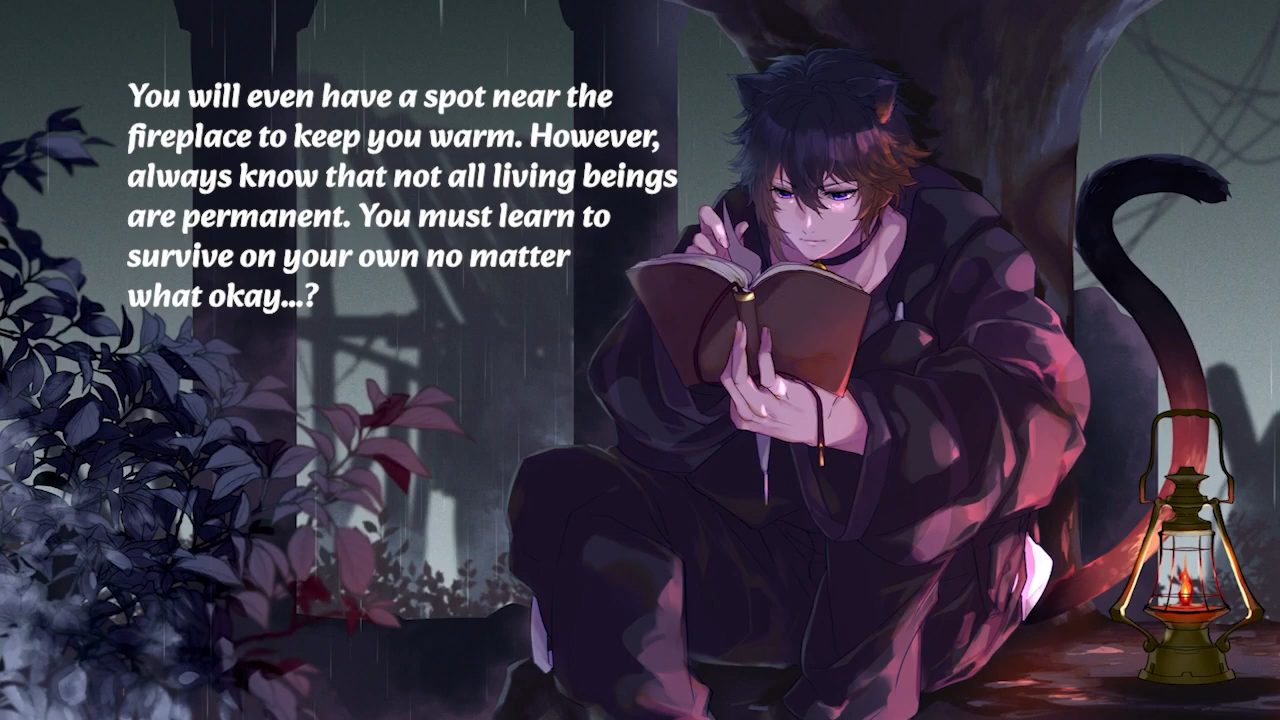 You will even have a spot near the
fireplace to keep you warm. However,
always know that not all living beings
are permanent. You must learn to
survive on your own no matter
what okay...?